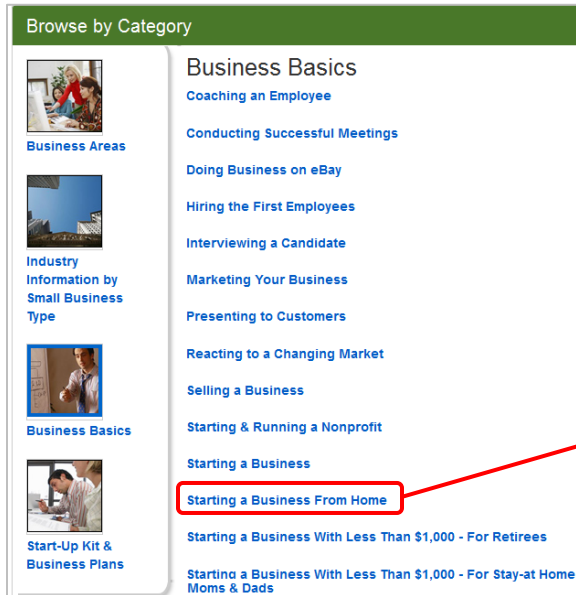 Browse by Category
Business Areas
Industry
Information by
Small Business
Type
Business Basics
Start-Up Kit &
Business Plans
Business Basics
Coaching an Employee
Conducting Successful Meetings
Doing Business on eBay
Hiring the First Employees
Interviewing a Candidate
Marketing Your Business
Presenting to Customers
Reacting to a Changing Market
Selling a Business
Starting & Running a Nonprofit
Starting a Business
Starting a Business From Home
Starting a Business With Less Than $1,000 - For Retirees
Starting a Business With Less Than $1,000 - For Stay-at Home
Moms & Dads